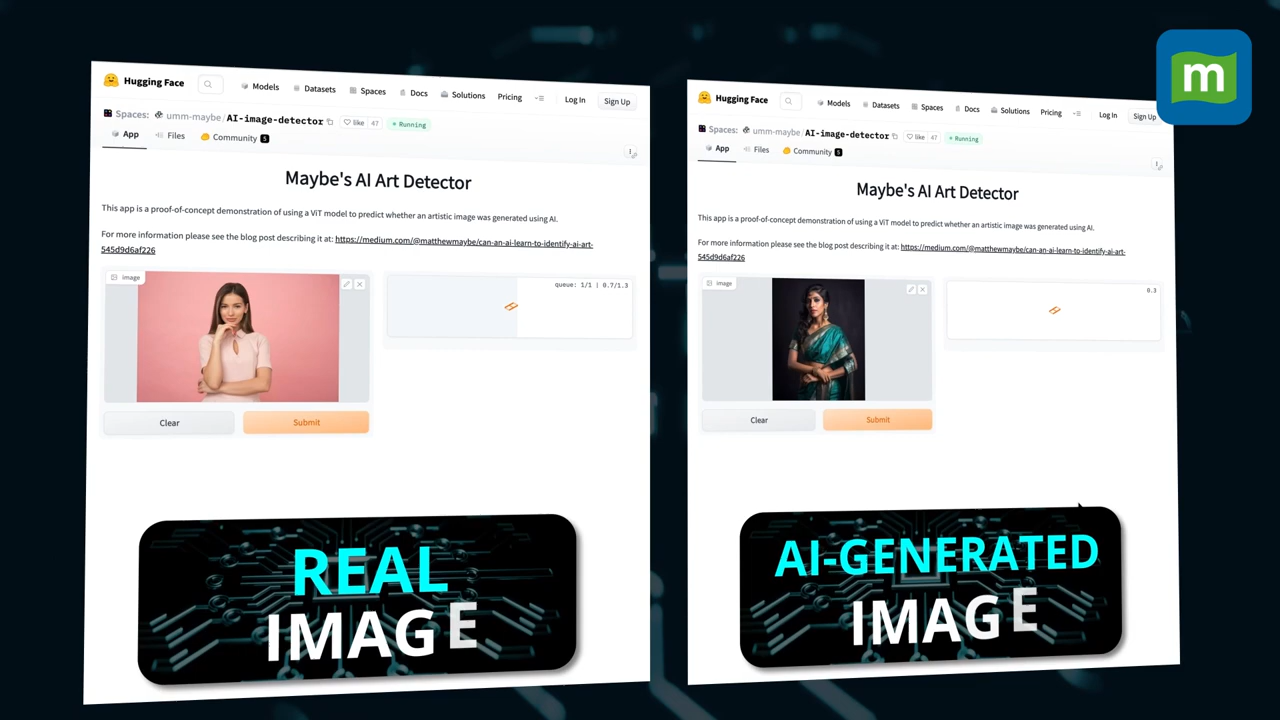 Hugging Face
Models
Datasets
Spaces
Docs
Solutions
Pricing
Log In
Sign Up
Spaces: umm-maybe/AI-image-detector
like 47
Running
App
Files
Community 5
Maybe's AI Art Detector
This app is a proof-of-concept demonstration of using a ViT model to predict whether an artistic image was generated using AI.
For more information please see the blog post describing it at: https://medium.com/@matthewmaybe/can-an-ai-learn-to-identify-ai-art-
545d9d6af226
image
queue: 1/1 | 0.7/1.3
Clear
Submit
REAL
IMAGE
Hugging Face
Models
Datasets
Spaces
Docs
Solutions
Pricing
Log In
Sign Up
Spaces: umm-maybe/AI-image-detector
like 47
Running
App
Files
Community 5
Maybe's AI Art Detector
This app is a proof-of-concept demonstration of using a ViT model to predict whether an artistic image was generated using AI.
For more information please see the blog post describing it at: https://medium.com/@matthewmaybe/can-an-ai-learn-to-identify-ai-art-
545d9d6af226
image
0.3
Clear
Submit
AI-GENERATED
IMAGE
m